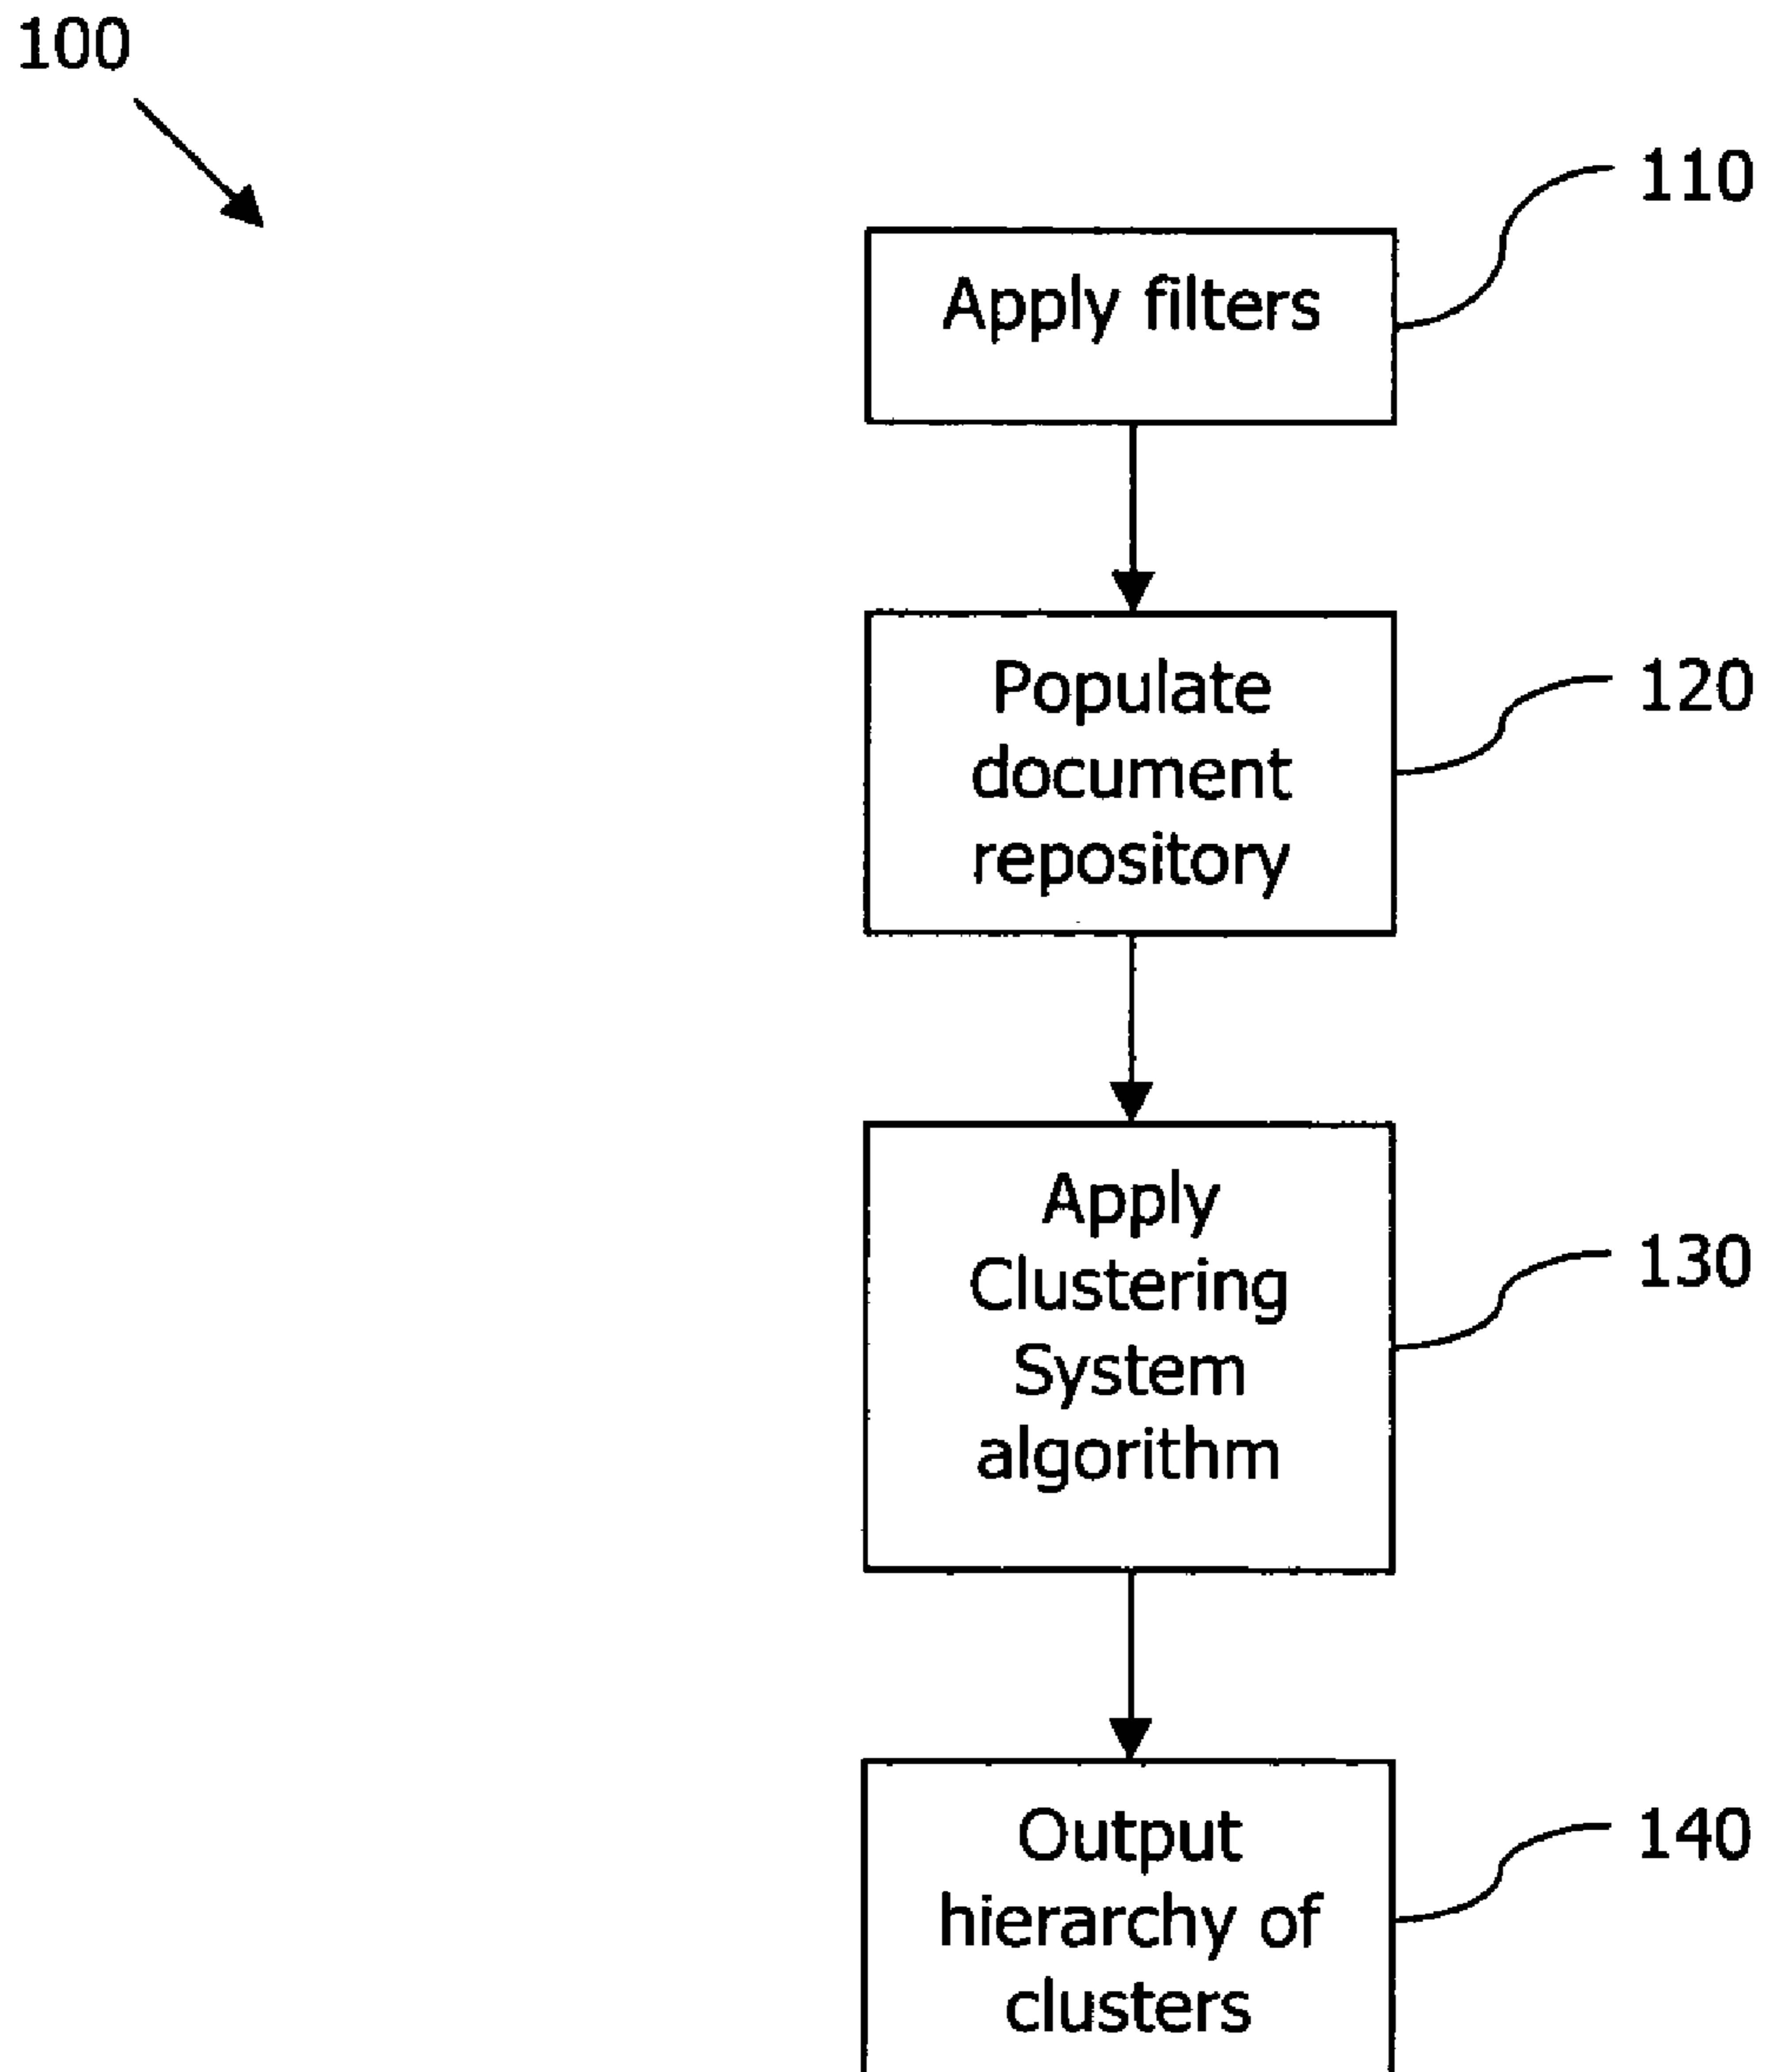 100
110
Apply filters
120
Populate
document
repository
130
Apply
Clustering
System
algorithm
140
Output
hierarchy of
clusters